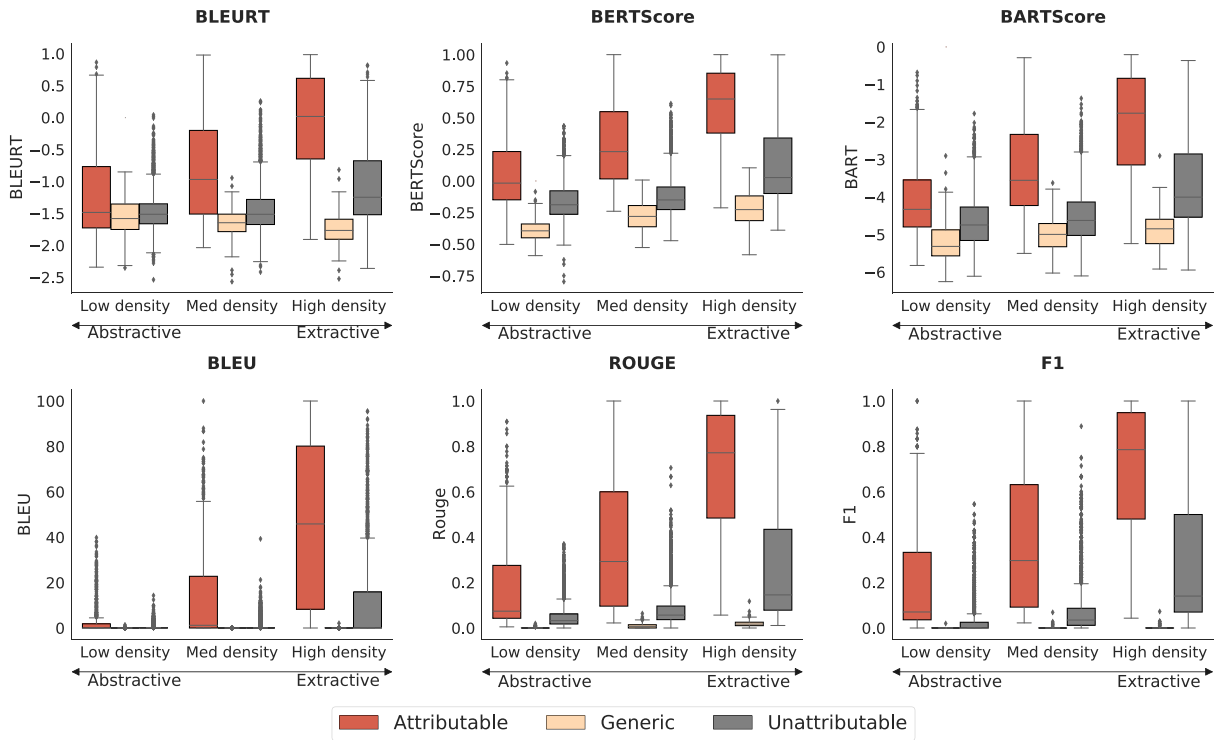 BLEURT
BERTScore
BARTScore
1.0
0.5
0.0
−0.5
−1.0
−1.5
−2.0
−2.5
BLEURT
Low density Med density High density
Abstractive Extractive
1.00
0.75
0.50
0.25
0.00
−0.25
−0.50
−0.75
BERTScore
Low density Med density High density
Abstractive Extractive
0
−1
−2
−3
−4
−5
−6
BART
Low density Med density High density
Abstractive Extractive
BLEU
ROUGE
F1
100
80
60
40
20
0
BLEU
Low density Med density High density
Abstractive Extractive
1.0
0.8
0.6
0.4
0.2
0.0
Rouge
Low density Med density High density
Abstractive Extractive
1.0
0.8
0.6
0.4
0.2
0.0
F1
Low density Med density High density
Abstractive Extractive
Attributable Generic Unattributable